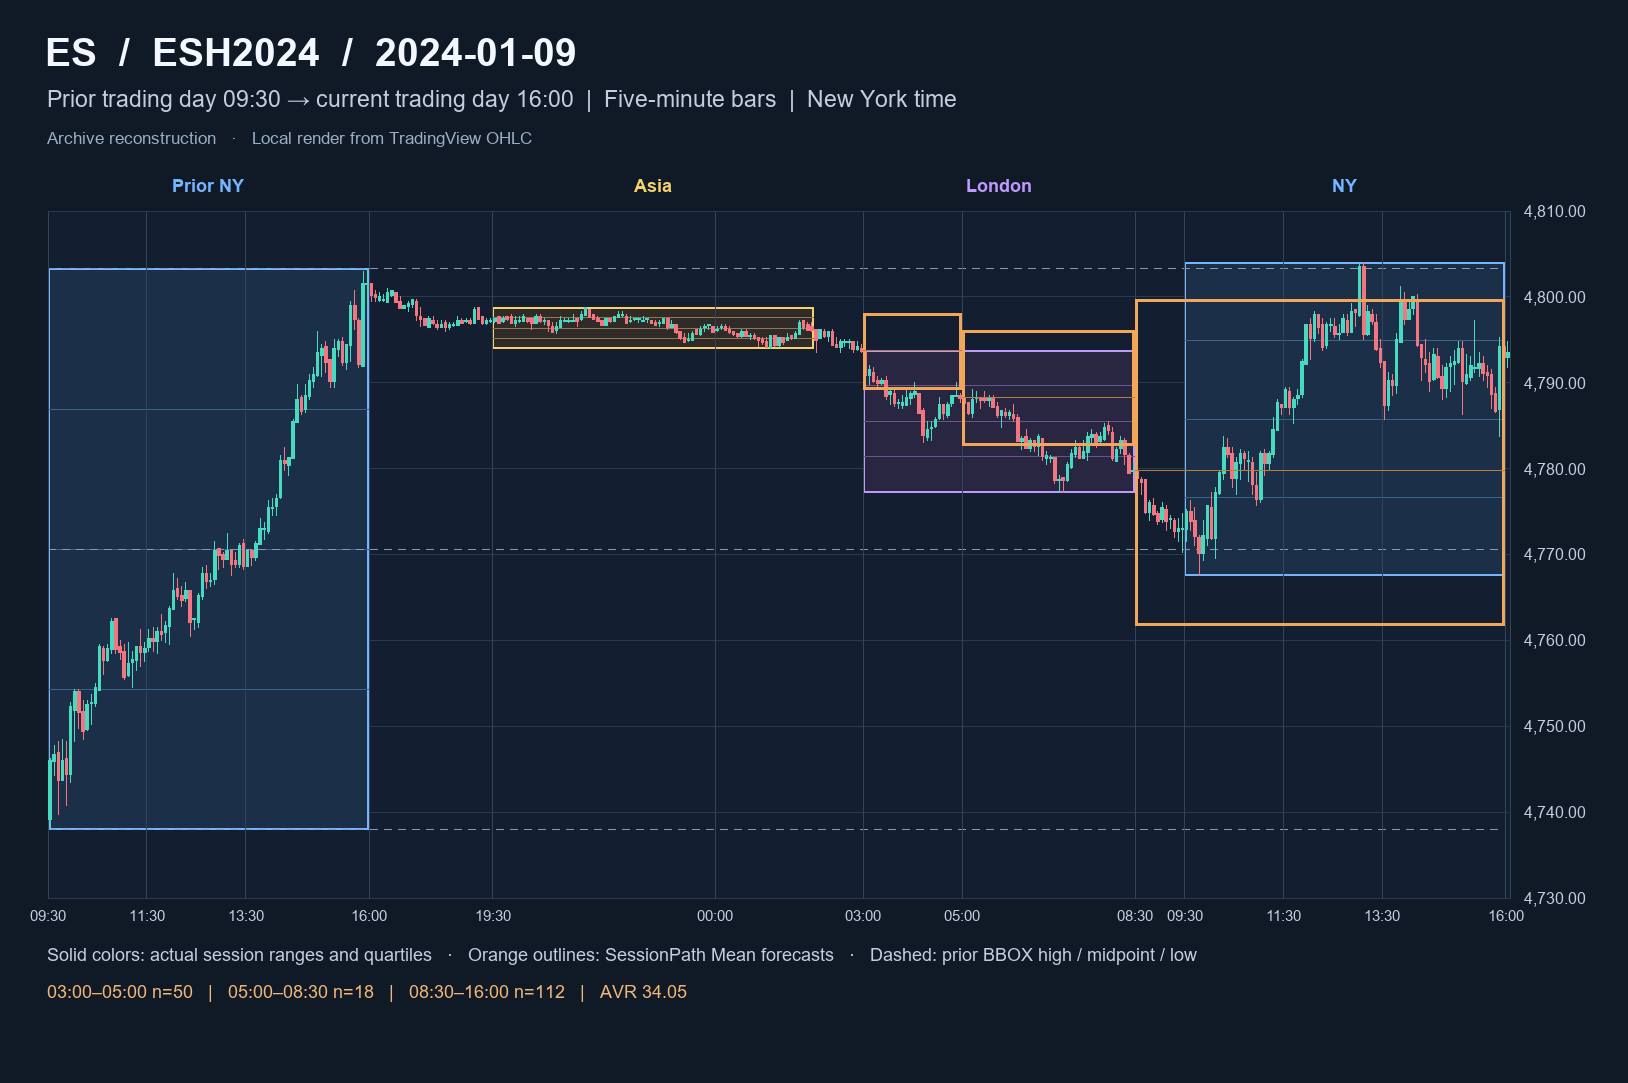 ES / ESH2024 / 2024-01-09
Prior trading day 09:30 → current trading day 16:00 | Five-minute bars | New York time
Archive reconstruction · Local render from TradingView OHLC
Prior NY Asia London NY
4,810.00
4,800.00
4,790.00
4,780.00
4,770.00
4,760.00
4,750.00
4,740.00
4,730.00
09:30 11:30 13:30 16:00 19:30 00:00 03:00 05:00 08:30 09:30 11:30 13:30 16:00
Solid colors: actual session ranges and quartiles · Orange outlines: SessionPath Mean forecasts · Dashed: prior BBOX high / midpoint / low
03:00–05:00 n=50 | 05:00–08:30 n=18 | 08:30–16:00 n=112 | AVR 34.05